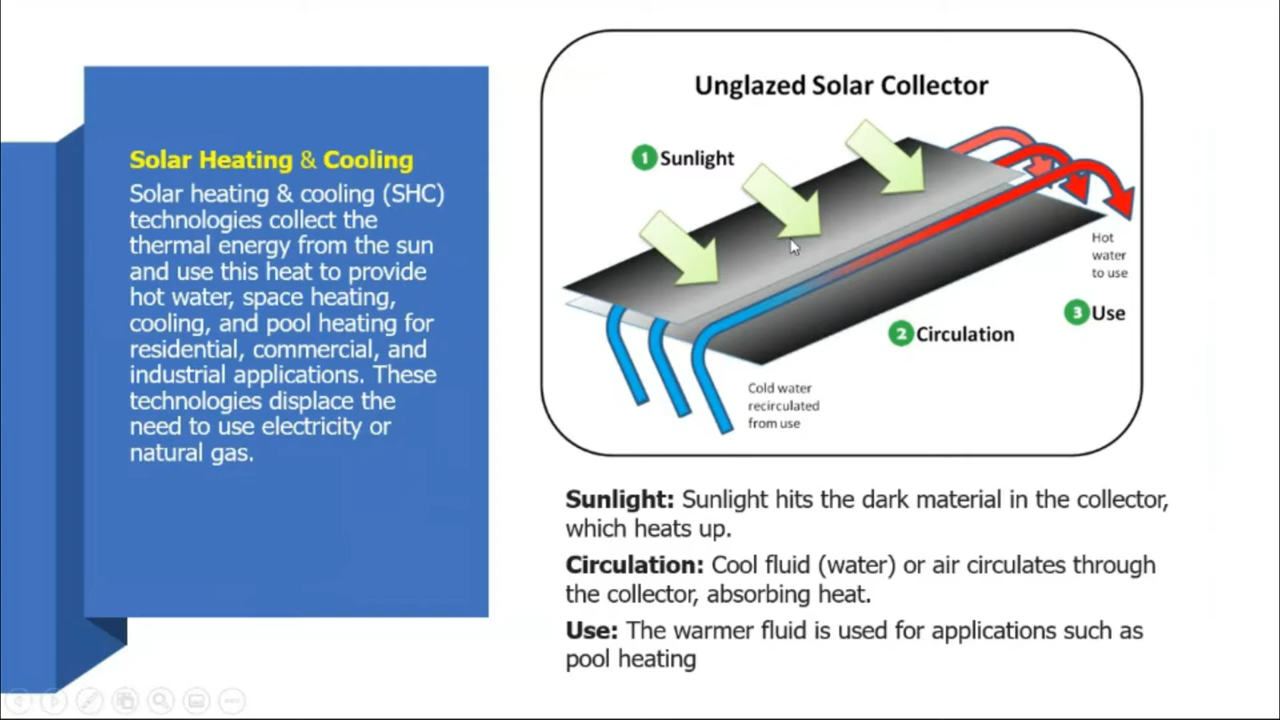 Solar Heating & Cooling
Solar heating & cooling (SHC)
technologies collect the
thermal energy from the sun
and use this heat to provide
hot water, space heating,
cooling, and pool heating for
residential, commercial, and
industrial applications. These
technologies displace the
need to use electricity or
natural gas.
Unglazed Solar Collector
1 Sunlight
Hot
water
to use
3 Use
2 Circulation
Cold water
recirculated
from use
Sunlight: Sunlight hits the dark material in the collector,
which heats up.
Circulation: Cool fluid (water) or air circulates through
the collector, absorbing heat.
Use: The warmer fluid is used for applications such as
pool heating